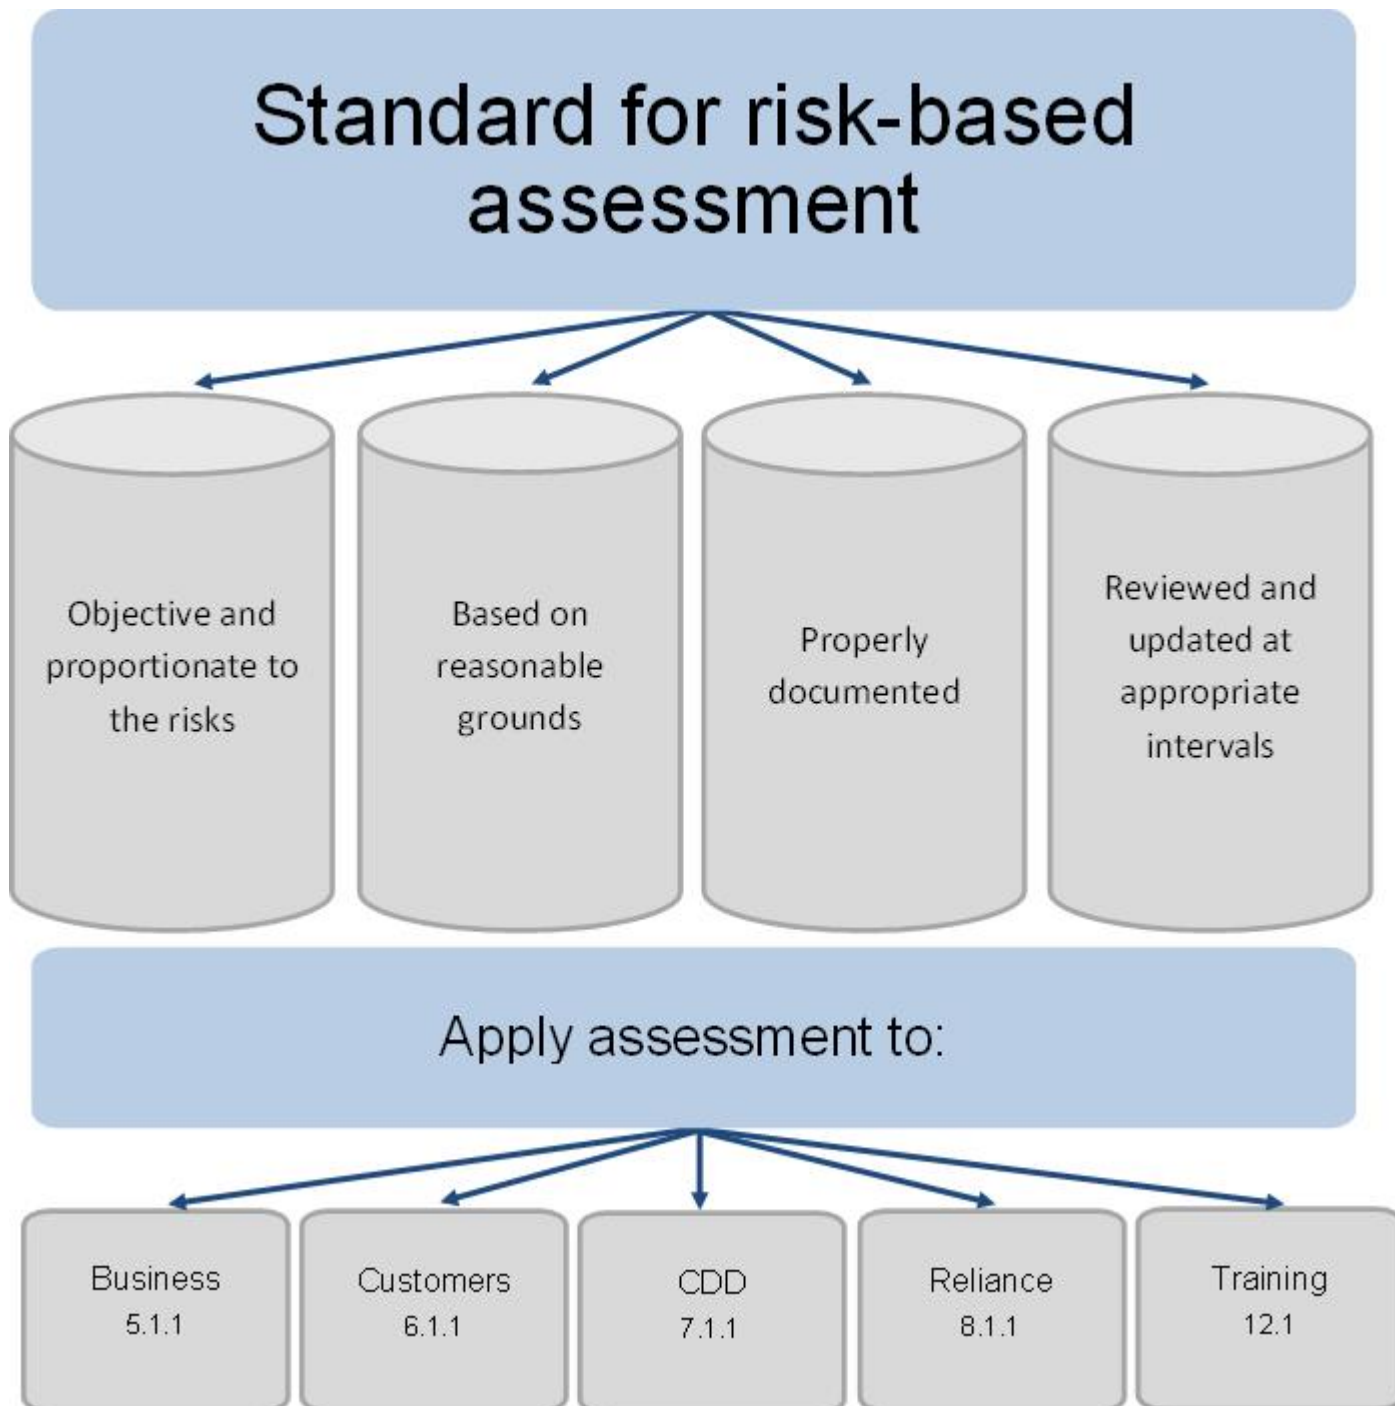 Standard for risk-based
assessment
Objective and
proportionate to
the risks
Based on
reasonable
grounds
Properly
documented
Reviewed and
updated at
appropriate
intervals
Apply assessment to:
Business
5.1.1
Customers
6.1.1
CDD
7.1.1
Reliance
8.1.1
Training
12.1